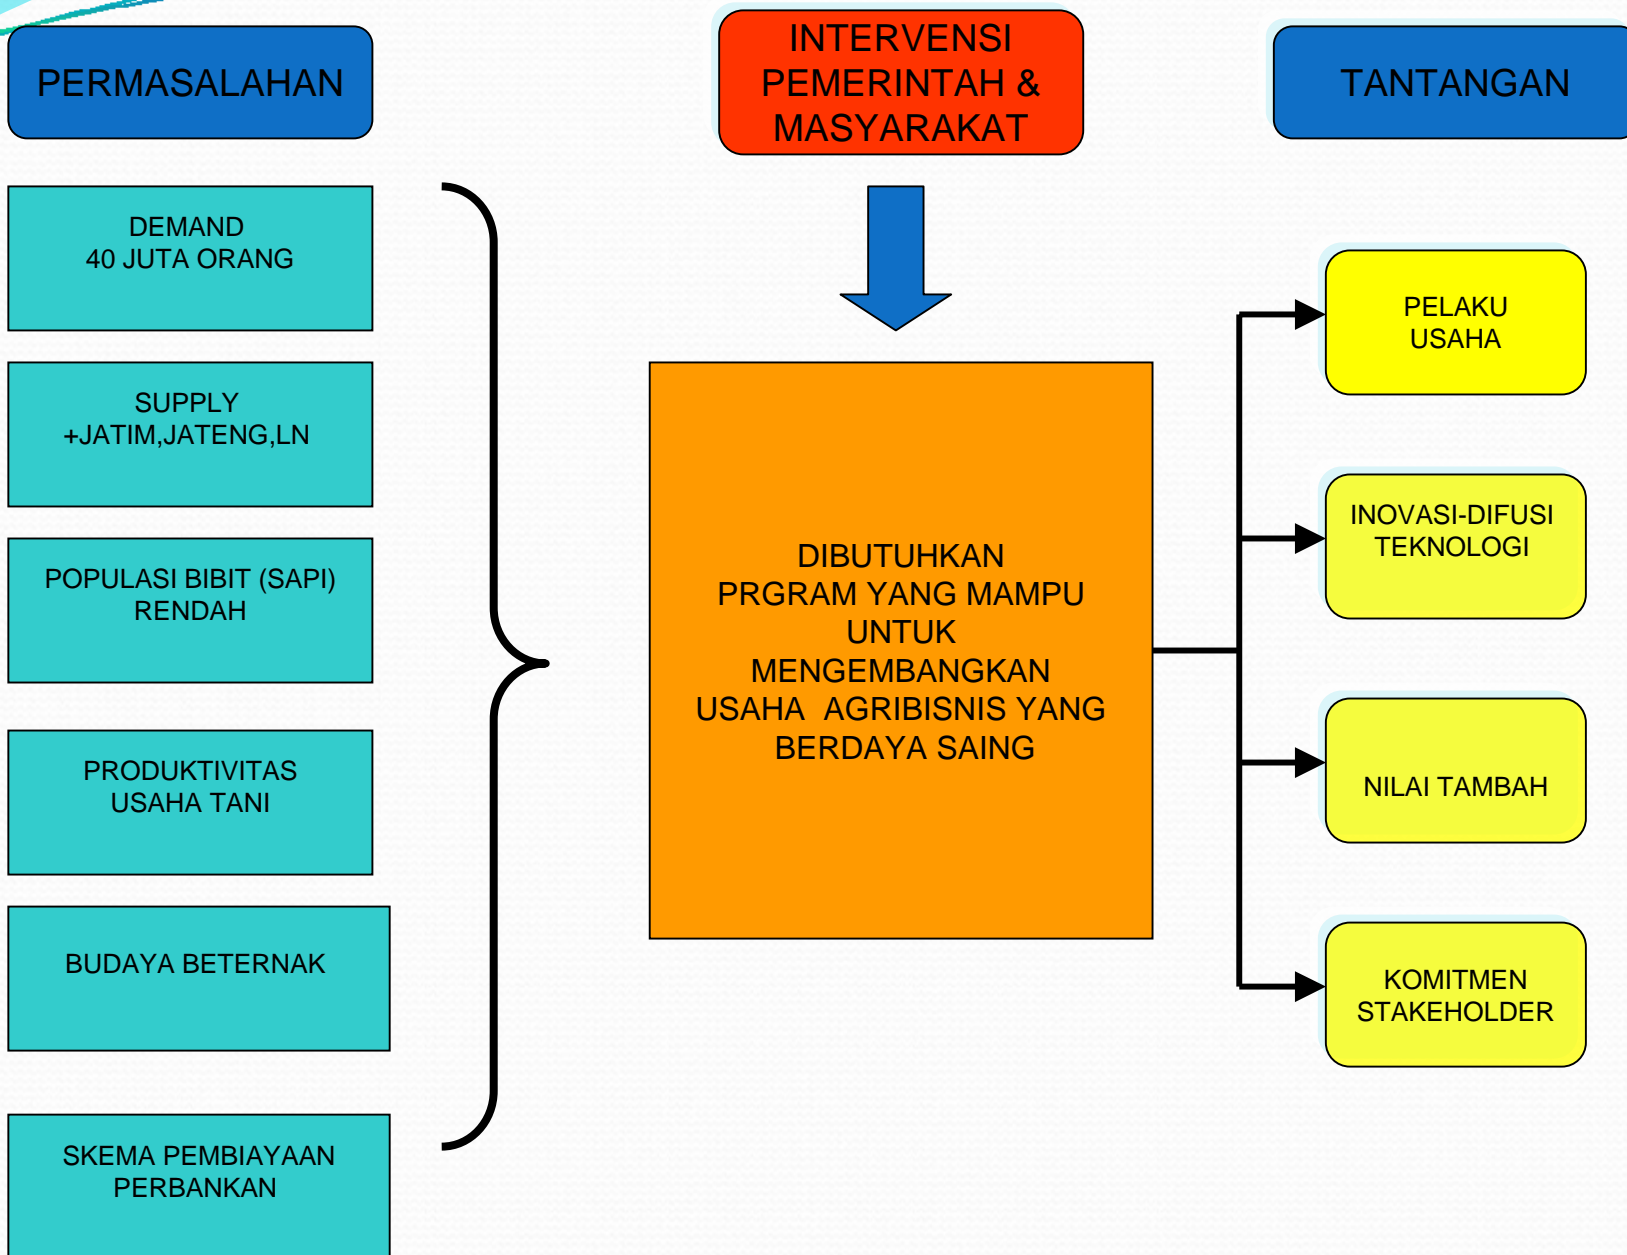 PERMASALAHAN
INTERVENSI
PEMERINTAH &
MASYARAKAT
TANTANGAN
DEMAND
40 JUTA ORANG
SUPPLY
+JATIM,JATENG,LN
POPULASI BIBIT (SAPI)
RENDAH
PRODUKTIVITAS
USAHA TANI
BUDAYA BETERNAK
SKEMA PEMBIAYAAN
PERBANKAN
DIBUTUHKAN
PRGRAM YANG MAMPU
UNTUK
MENGEMBANGKAN
USAHA AGRIBISNIS YANG
BERDAYA SAING
PELAKU
USAHA
INOVASI-DIFUSI
TEKNOLOGI
NILAI TAMBAH
KOMITMEN
STAKEHOLDER